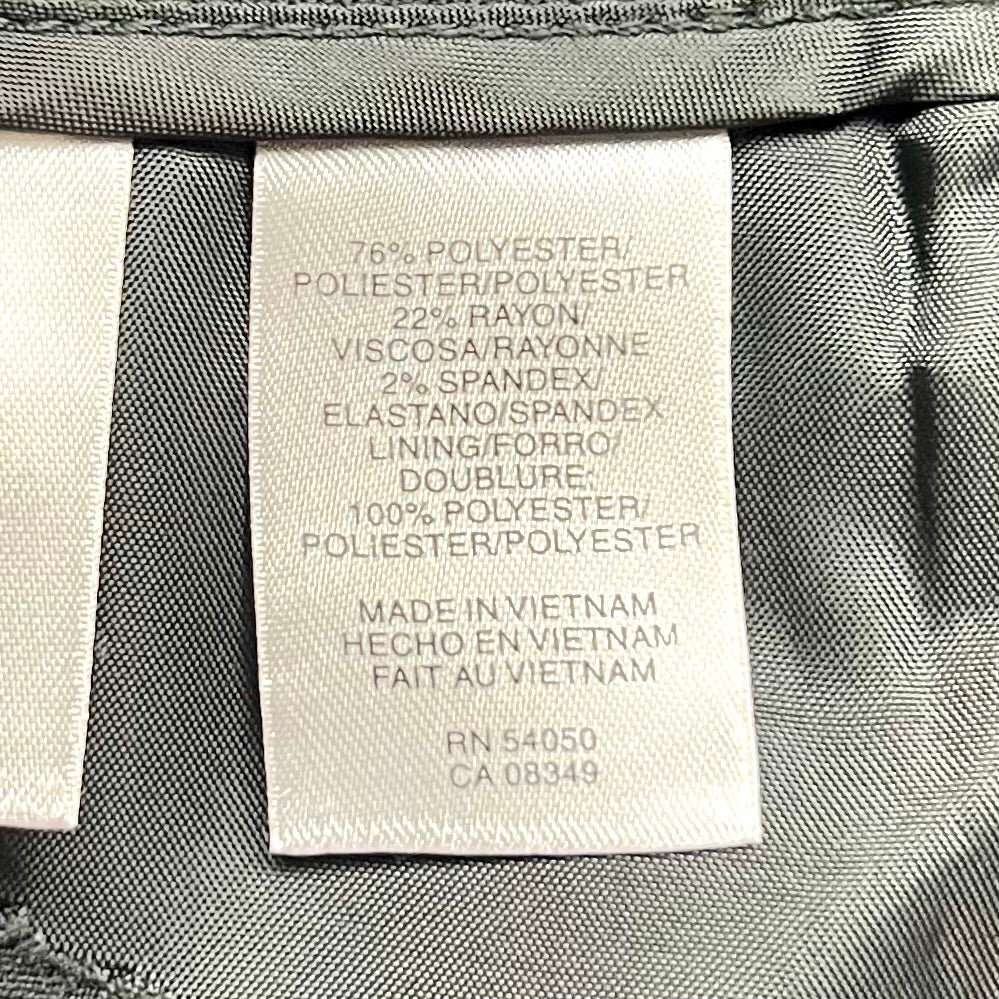 76% POLYESTER/
POLIESTER/POLYESTER
22% RAYON/
VISCOSA/RAYONNE
2% SPANDEX/
ELASTANO/SPANDEX
LINING/FORRO/
DOUBLURE:
100% POLYESTER/
POLIESTER/POLYESTER
MADE IN VIETNAM
HECHO EN VIETNAM
FAIT AU VIETNAM
RN 54050
CA 08349